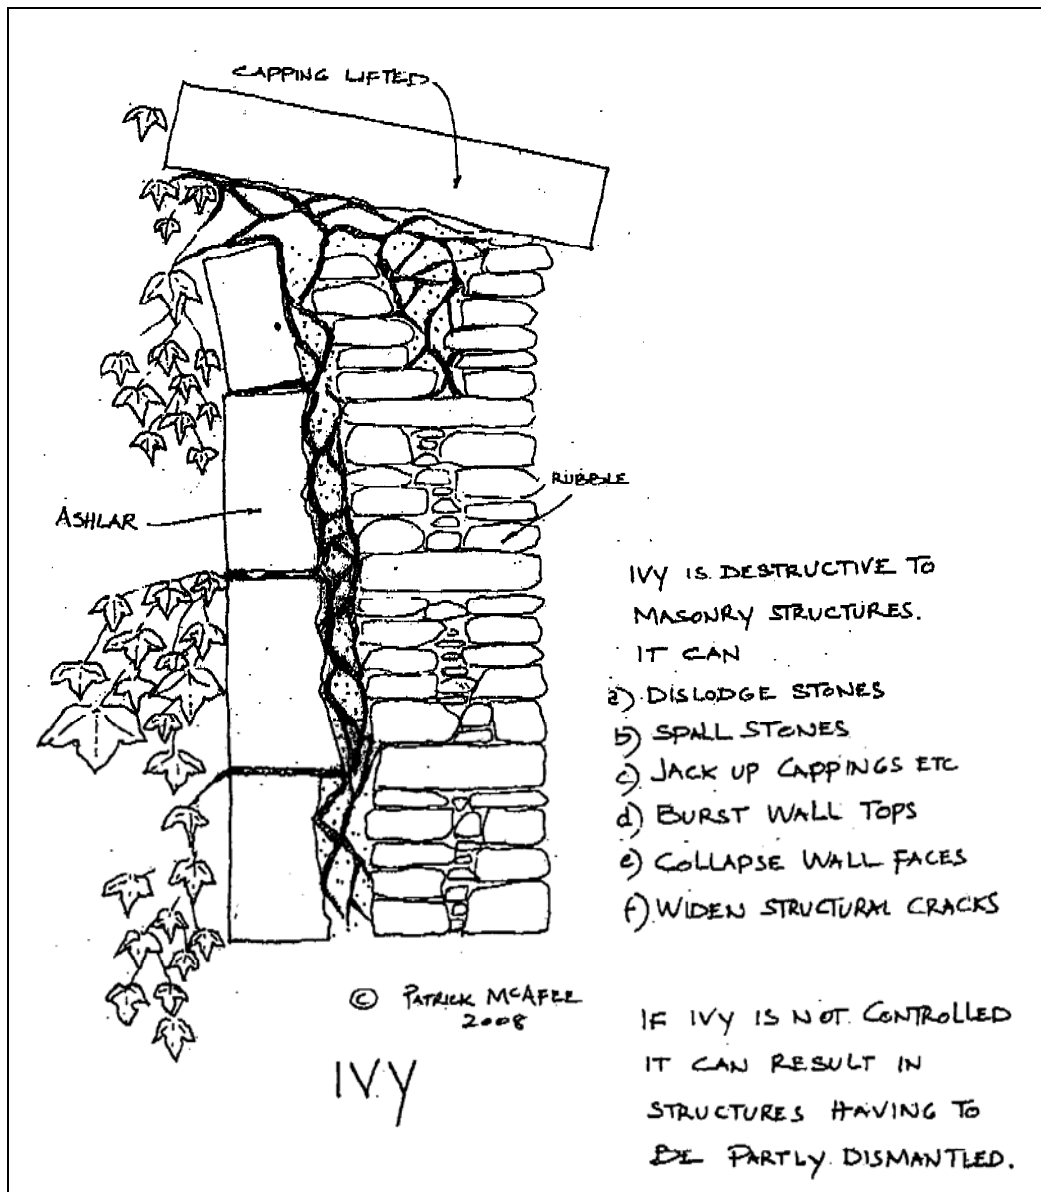 CAPPING LIFTED
RUBBLE
ASHLAR
IVY IS DESTRUCTIVE TO
MASONRY STRUCTURES.
IT CAN
a) DISLODGE STONES
b) SPALL STONES
c) JACK UP CAPPINGS ETC
d) BURST WALL TOPS
e) COLLAPSE WALL FACES
f) WIDEN STRUCTURAL CRACKS
© PATRICK MCAFEE
2008
IVY
IF IVY IS NOT CONTROLLED
IT CAN RESULT IN
STRUCTURES HAVING TO
BE PARTLY DISMANTLED.